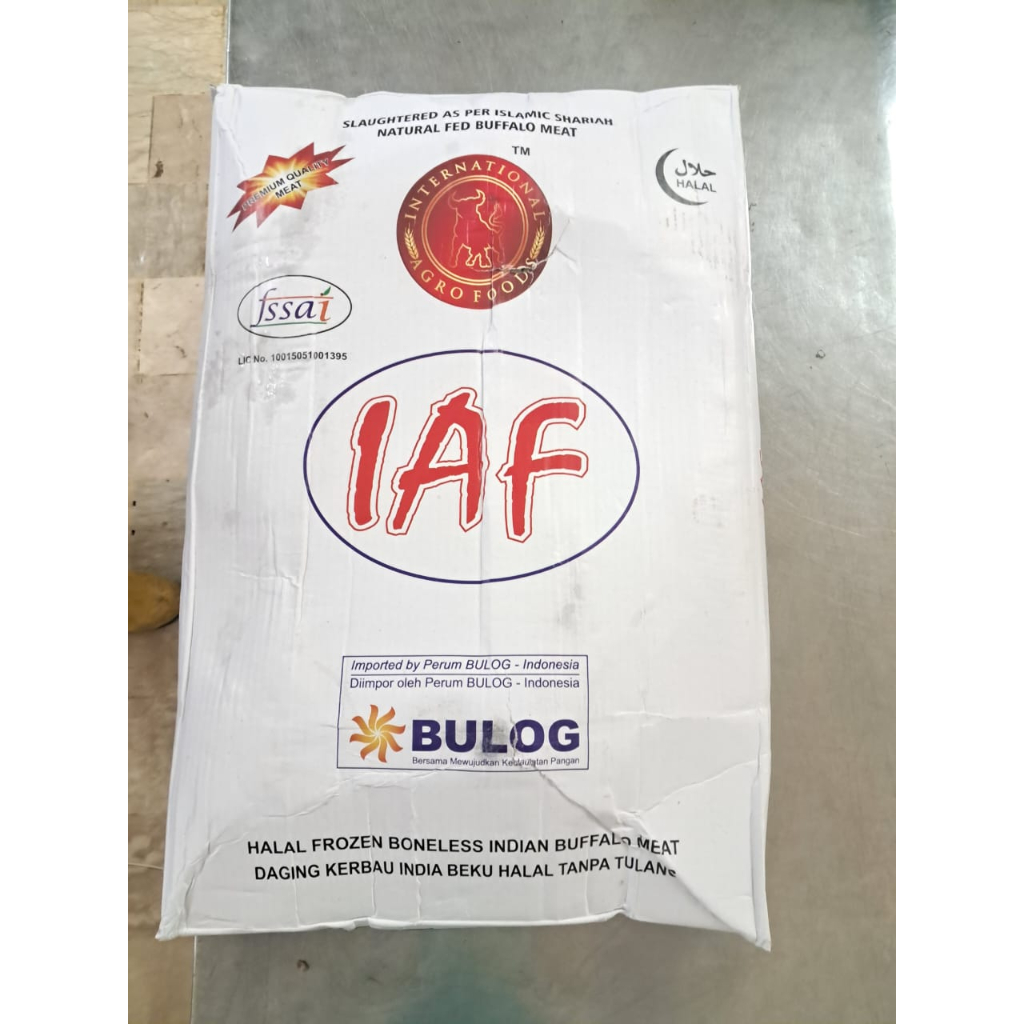 SLAUGHTERED AS PER ISLAMIC SHARIAH
NATURAL FED BUFFALO MEAT
TM
PREMIUM QUALITY
MEAT
INTERNATIONAL
AGRO FOODS
حلال
HALAL
fssai
LIC No. 10015051001395
IAF
Imported by Perum BULOG - Indonesia
Diimpor oleh Perum BULOG - Indonesia
BULOG
Bersama Mewujudkan Kedaulatan Pangan
HALAL FROZEN BONELESS INDIAN BUFFALO MEAT
DAGING KERBAU INDIA BEKU HALAL TANPA TULANG